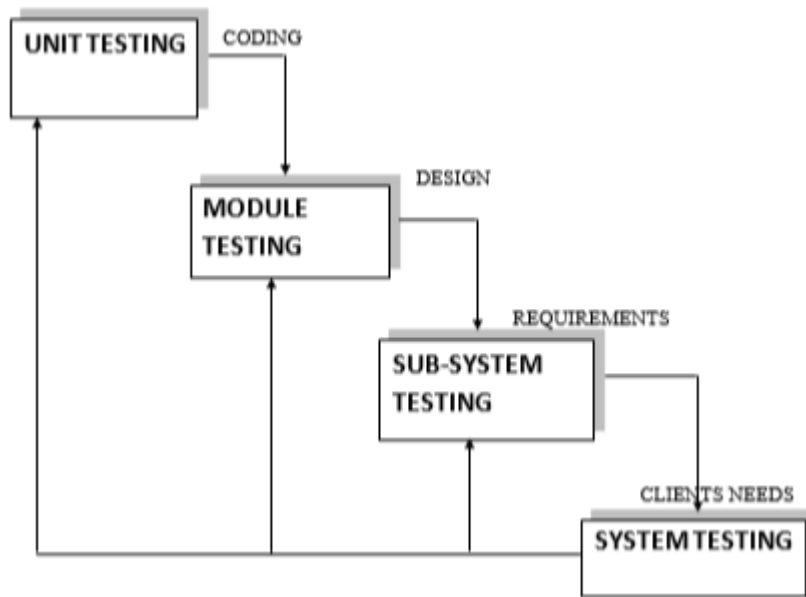 UNIT TESTING
CODING
DESIGN
MODULE
TESTING
REQUIREMENTS
SUB-SYSTEM
TESTING
CLIENTS NEEDS
SYSTEM TESTING